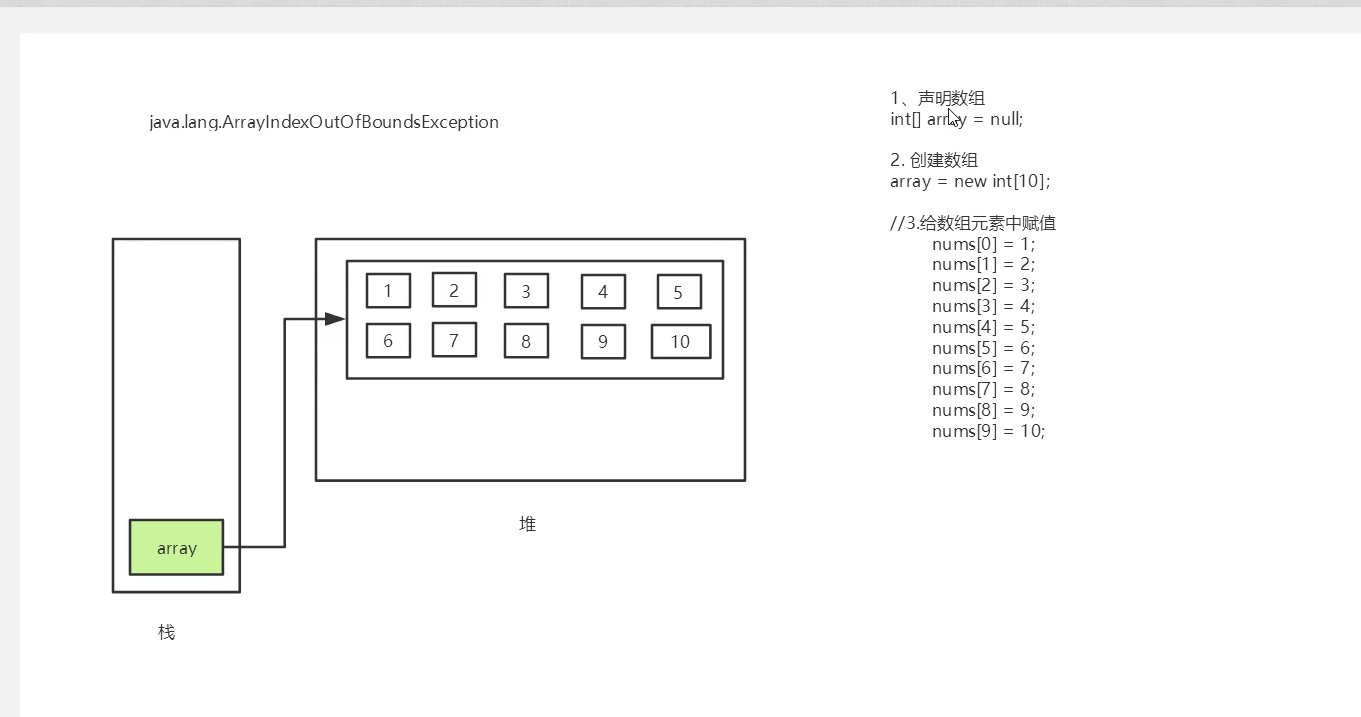 java.lang.ArrayIndexOutOfBoundsException
1、声明数组
int[] array = null;
2. 创建数组
array = new int[10];
//3.给数组元素中赋值
nums[0] = 1;
nums[1] = 2;
nums[2] = 3;
nums[3] = 4;
nums[4] = 5;
nums[5] = 6;
nums[6] = 7;
nums[7] = 8;
nums[8] = 9;
nums[9] = 10;
1 2 3 4 5
6 7 8 9 10
堆
array
栈